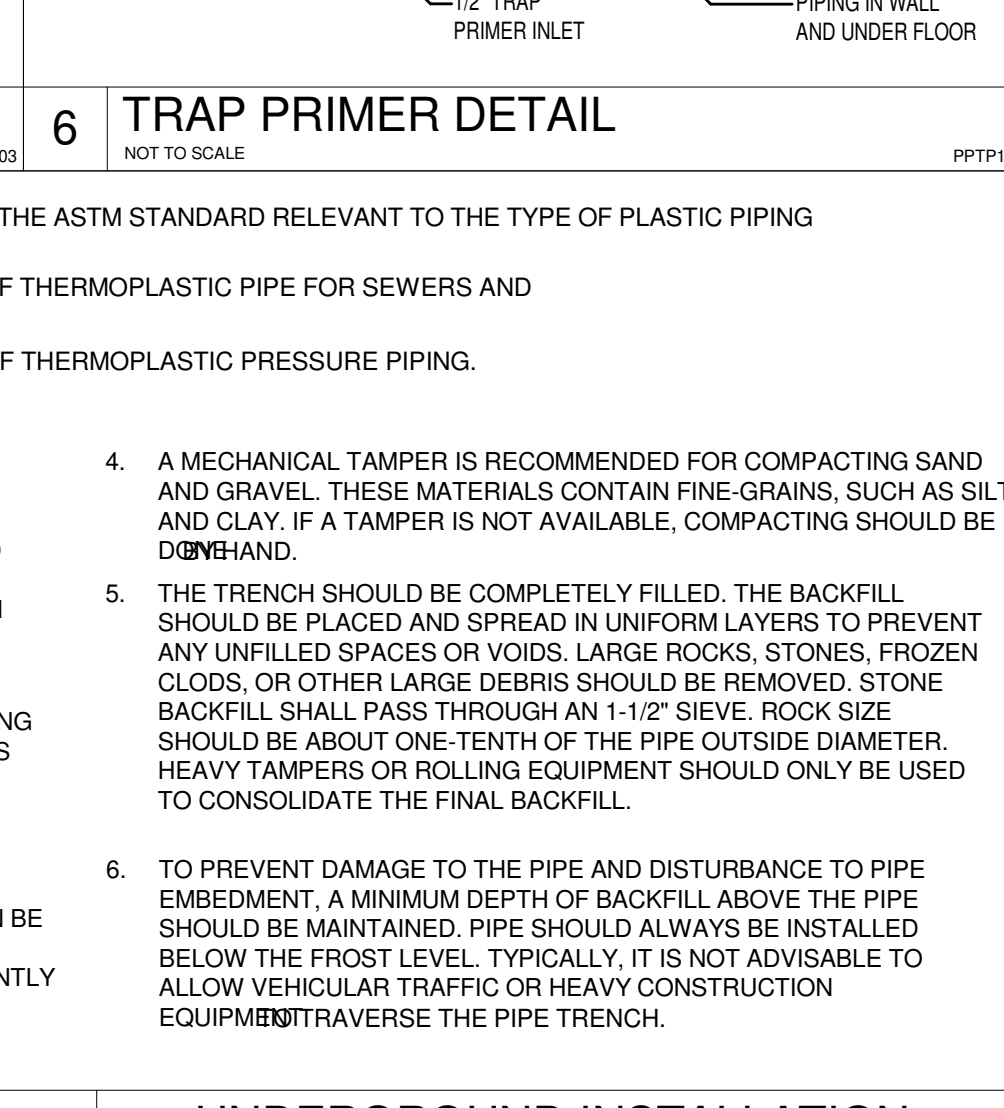 1/2" TRAP
PRIMER INLET
PIPING IN WALL
AND UNDER FLOOR
03
6
TRAP PRIMER DETAIL
NOT TO SCALE
PPTP1
THE ASTM STANDARD RELEVANT TO THE TYPE OF PLASTIC PIPING
F THERMOPLASTIC PIPE FOR SEWERS AND
F THERMOPLASTIC PRESSURE PIPING.
NG
S
BE
NTLY
4. A MECHANICAL TAMPER IS RECOMMENDED FOR COMPACTING SAND
AND GRAVEL. THESE MATERIALS CONTAIN FINE-GRAINS, SUCH AS SILT
AND CLAY. IF A TAMPER IS NOT AVAILABLE, COMPACTING SHOULD BE
DONE BY HAND.
5. THE TRENCH SHOULD BE COMPLETELY FILLED. THE BACKFILL
SHOULD BE PLACED AND SPREAD IN UNIFORM LAYERS TO PREVENT
ANY UNFILLED SPACES OR VOIDS. LARGE ROCKS, STONES, FROZEN
CLODS, OR OTHER LARGE DEBRIS SHOULD BE REMOVED. STONE
BACKFILL SHALL PASS THROUGH AN 1-1/2" SIEVE. ROCK SIZE
SHOULD BE ABOUT ONE-TENTH OF THE PIPE OUTSIDE DIAMETER.
HEAVY TAMPERS OR ROLLING EQUIPMENT SHOULD ONLY BE USED
TO CONSOLIDATE THE FINAL BACKFILL.
6. TO PREVENT DAMAGE TO THE PIPE AND DISTURBANCE TO PIPE
EMBEDMENT, A MINIMUM DEPTH OF BACKFILL ABOVE THE PIPE
SHOULD BE MAINTAINED. PIPE SHOULD ALWAYS BE INSTALLED
BELOW THE FROST LEVEL. TYPICALLY, IT IS NOT ADVISABLE TO
ALLOW VEHICULAR TRAFFIC OR HEAVY CONSTRUCTION
EQUIPMENT TO TRAVERSE THE PIPE TRENCH.
UNDERGROUND INSTALLATION